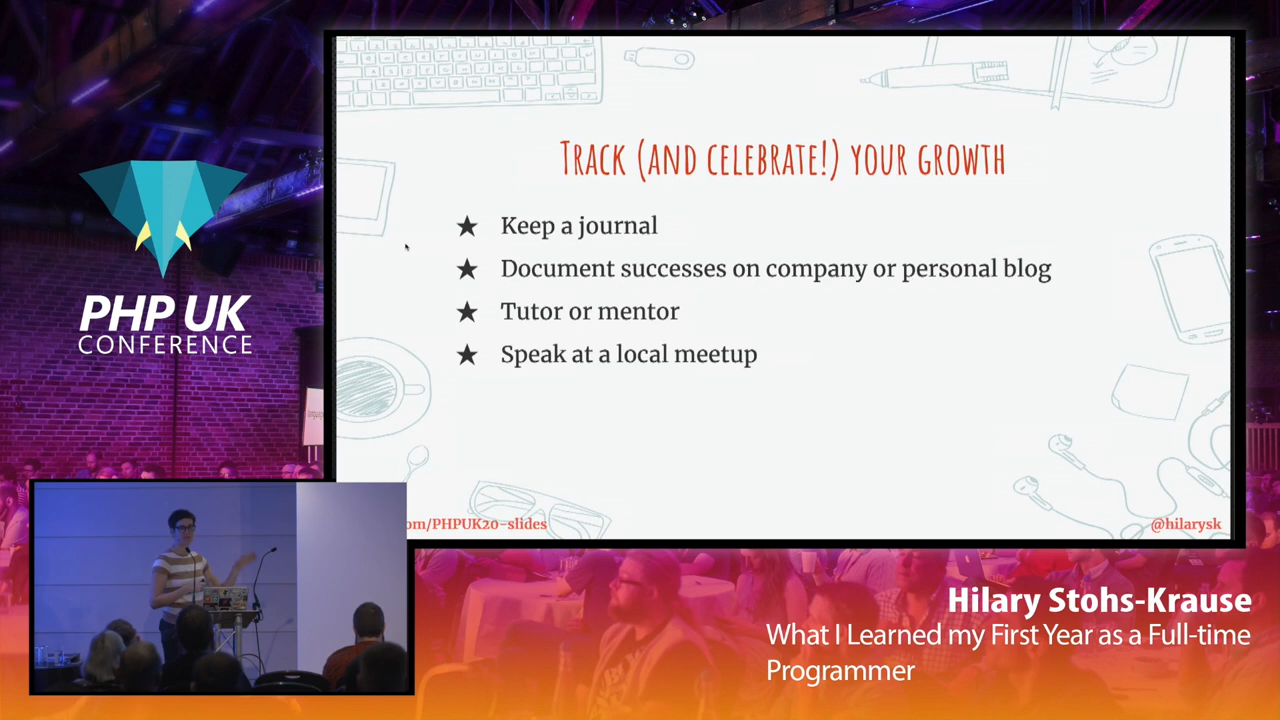 Track (and celebrate!) your growth
★ Keep a journal
★ Document successes on company or personal blog
★ Tutor or mentor
★ Speak at a local meetup
om/PHPUK20-slides
@hilarysk
PHP UK
CONFERENCE
Hilary Stohs-Krause
What I Learned my First Year as a Full-time
Programmer